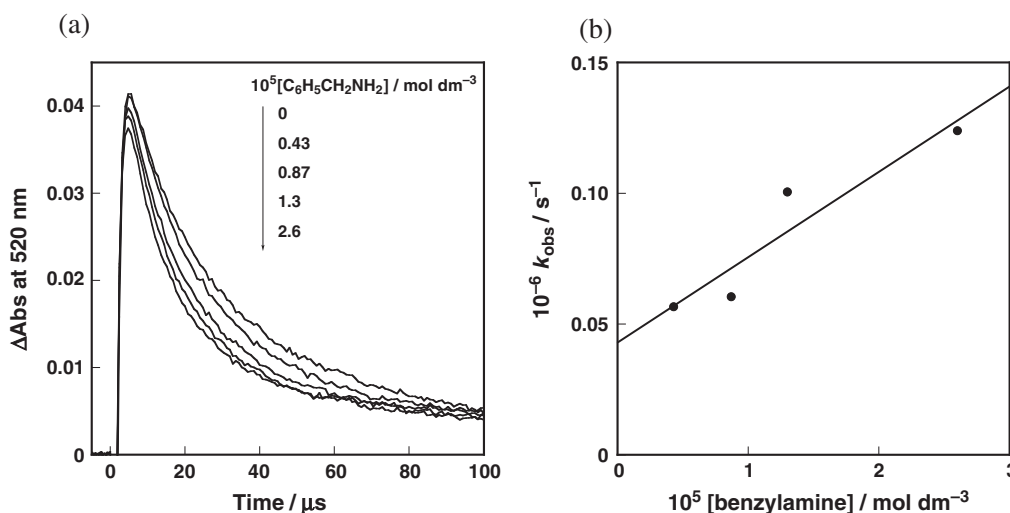 (a)
ΔAbs at 520 nm
0.04
0.03
0.02
0.01
0
10⁵[C₆H₅CH₂NH₂] / mol dm⁻³
0
0.43
0.87
1.3
2.6
0 20 40 60 80 100
Time / μs
(b)
10⁻⁶ k_obs / s⁻¹
0.15
0.10
0.05
0
0 1 2 3
10⁵ [benzylamine] / mol dm⁻³